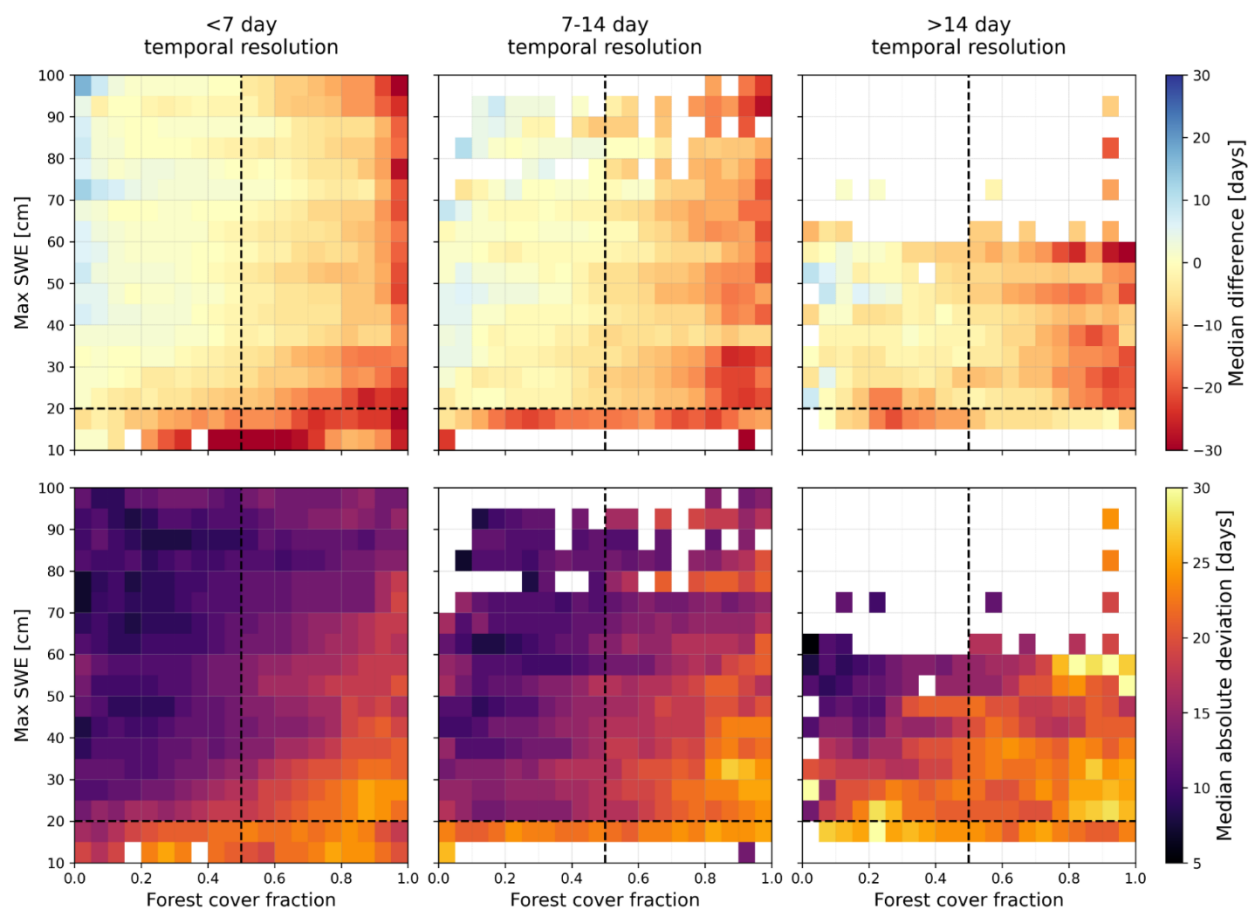 <7 day
temporal resolution
7-14 day
temporal resolution
>14 day
temporal resolution
100
90
80
70
60
50
40
30
20
10
Max SWE [cm]
30
20
10
0
−10
−20
−30
Median difference [days]
100
90
80
70
60
50
40
30
20
10
Max SWE [cm]
0.0 0.2 0.4 0.6 0.8 1.0
Forest cover fraction
0.0 0.2 0.4 0.6 0.8 1.0
Forest cover fraction
0.0 0.2 0.4 0.6 0.8 1.0
Forest cover fraction
30
25
20
15
10
5
Median absolute deviation [days]